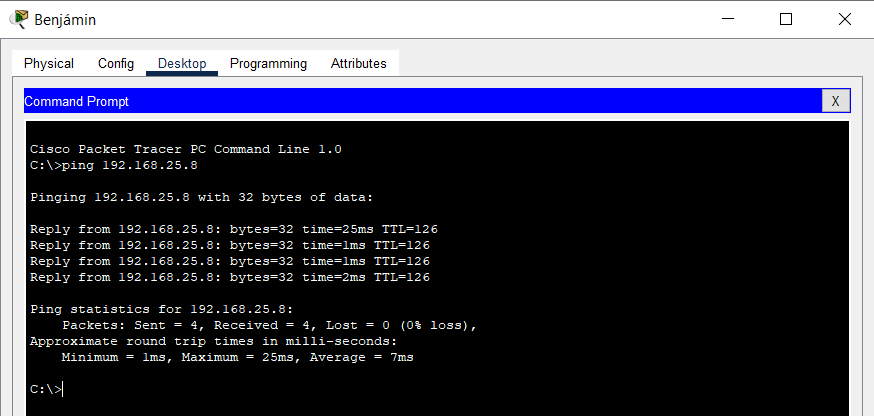 Benjámin
Physical Config Desktop Programming Attributes
Command Prompt X
Cisco Packet Tracer PC Command Line 1.0
C:\>ping 192.168.25.8
Pinging 192.168.25.8 with 32 bytes of data:
Reply from 192.168.25.8: bytes=32 time=25ms TTL=126
Reply from 192.168.25.8: bytes=32 time=1ms TTL=126
Reply from 192.168.25.8: bytes=32 time=1ms TTL=126
Reply from 192.168.25.8: bytes=32 time=2ms TTL=126
Ping statistics for 192.168.25.8:
    Packets: Sent = 4, Received = 4, Lost = 0 (0% loss),
Approximate round trip times in milli-seconds:
    Minimum = 1ms, Maximum = 25ms, Average = 7ms
C:\>